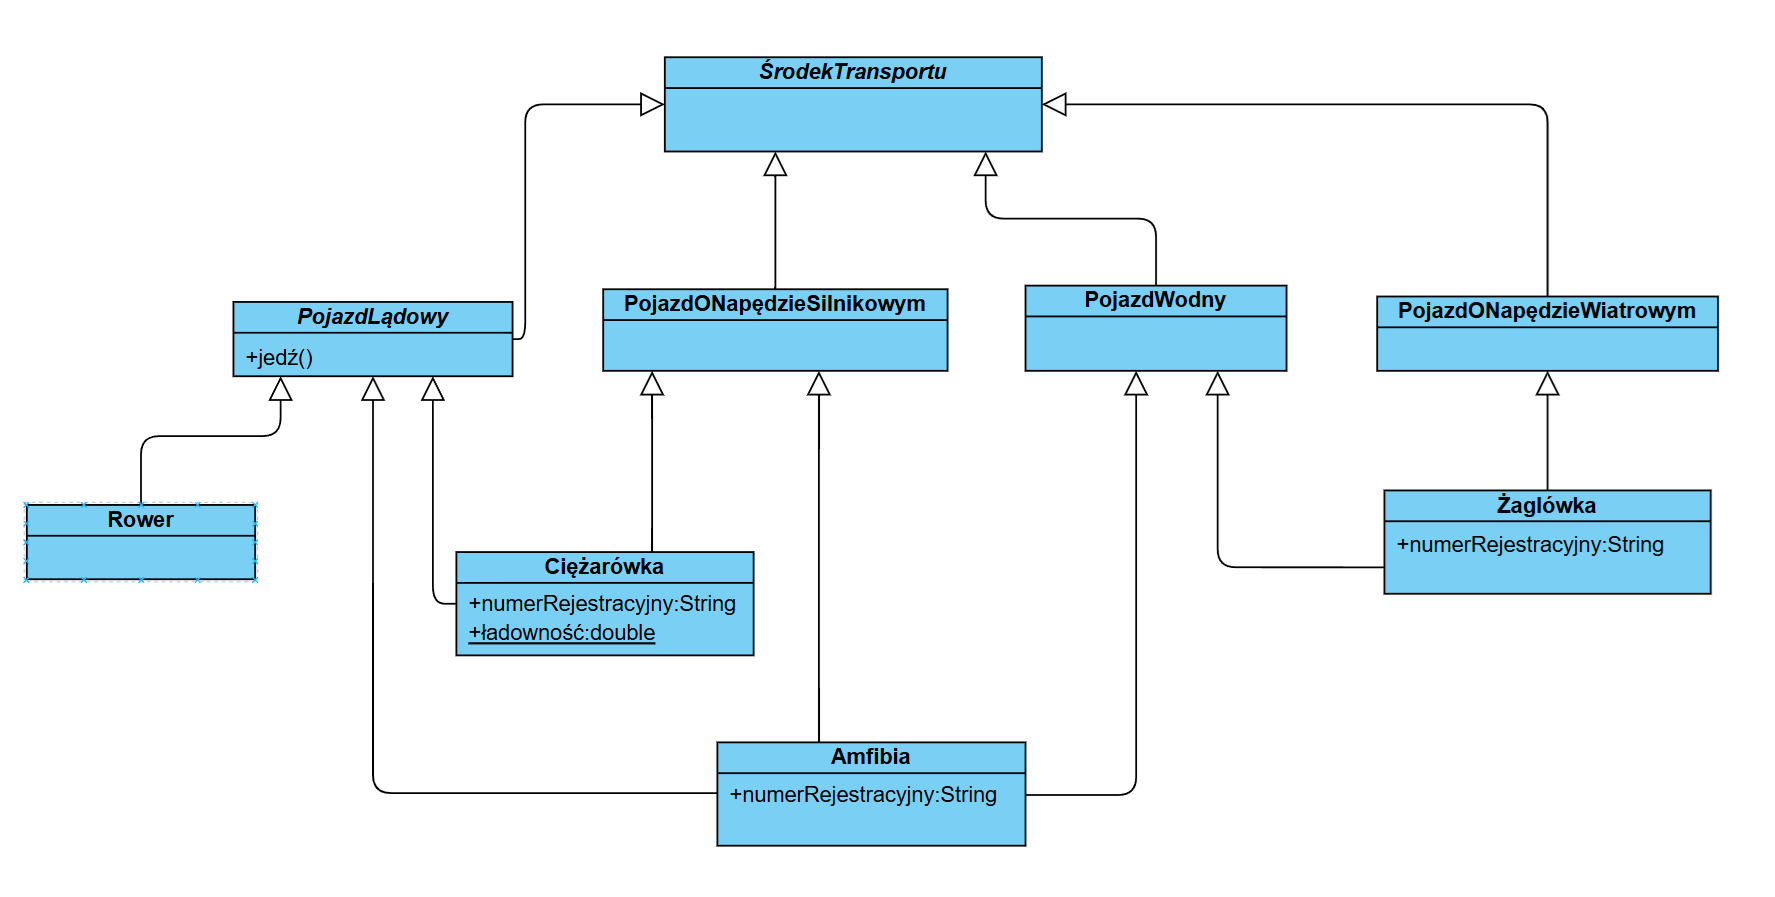 ŚrodekTransportu
PojazdLądowy
+jedź()
PojazdONapędzieSilnikowym
PojazdWodny
PojazdONapędzieWiatrowym
Rower
Ciężarówka
+numerRejestracyjny:String
+ładowność:double
Żaglówka
+numerRejestracyjny:String
Amfibia
+numerRejestracyjny:String